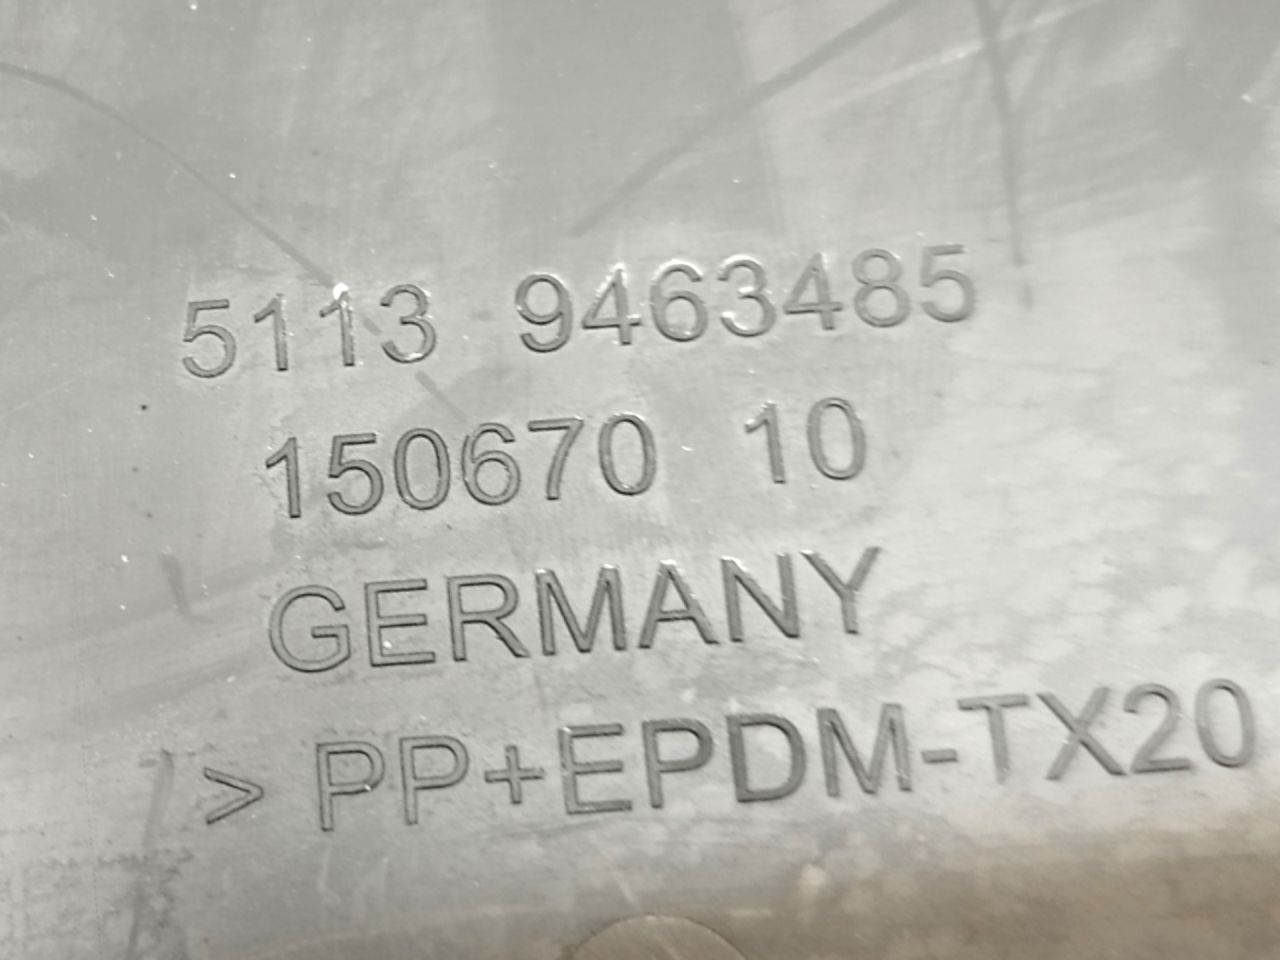 5113 9463485
150670 10
GERMANY
> PP+EPDM-TX20